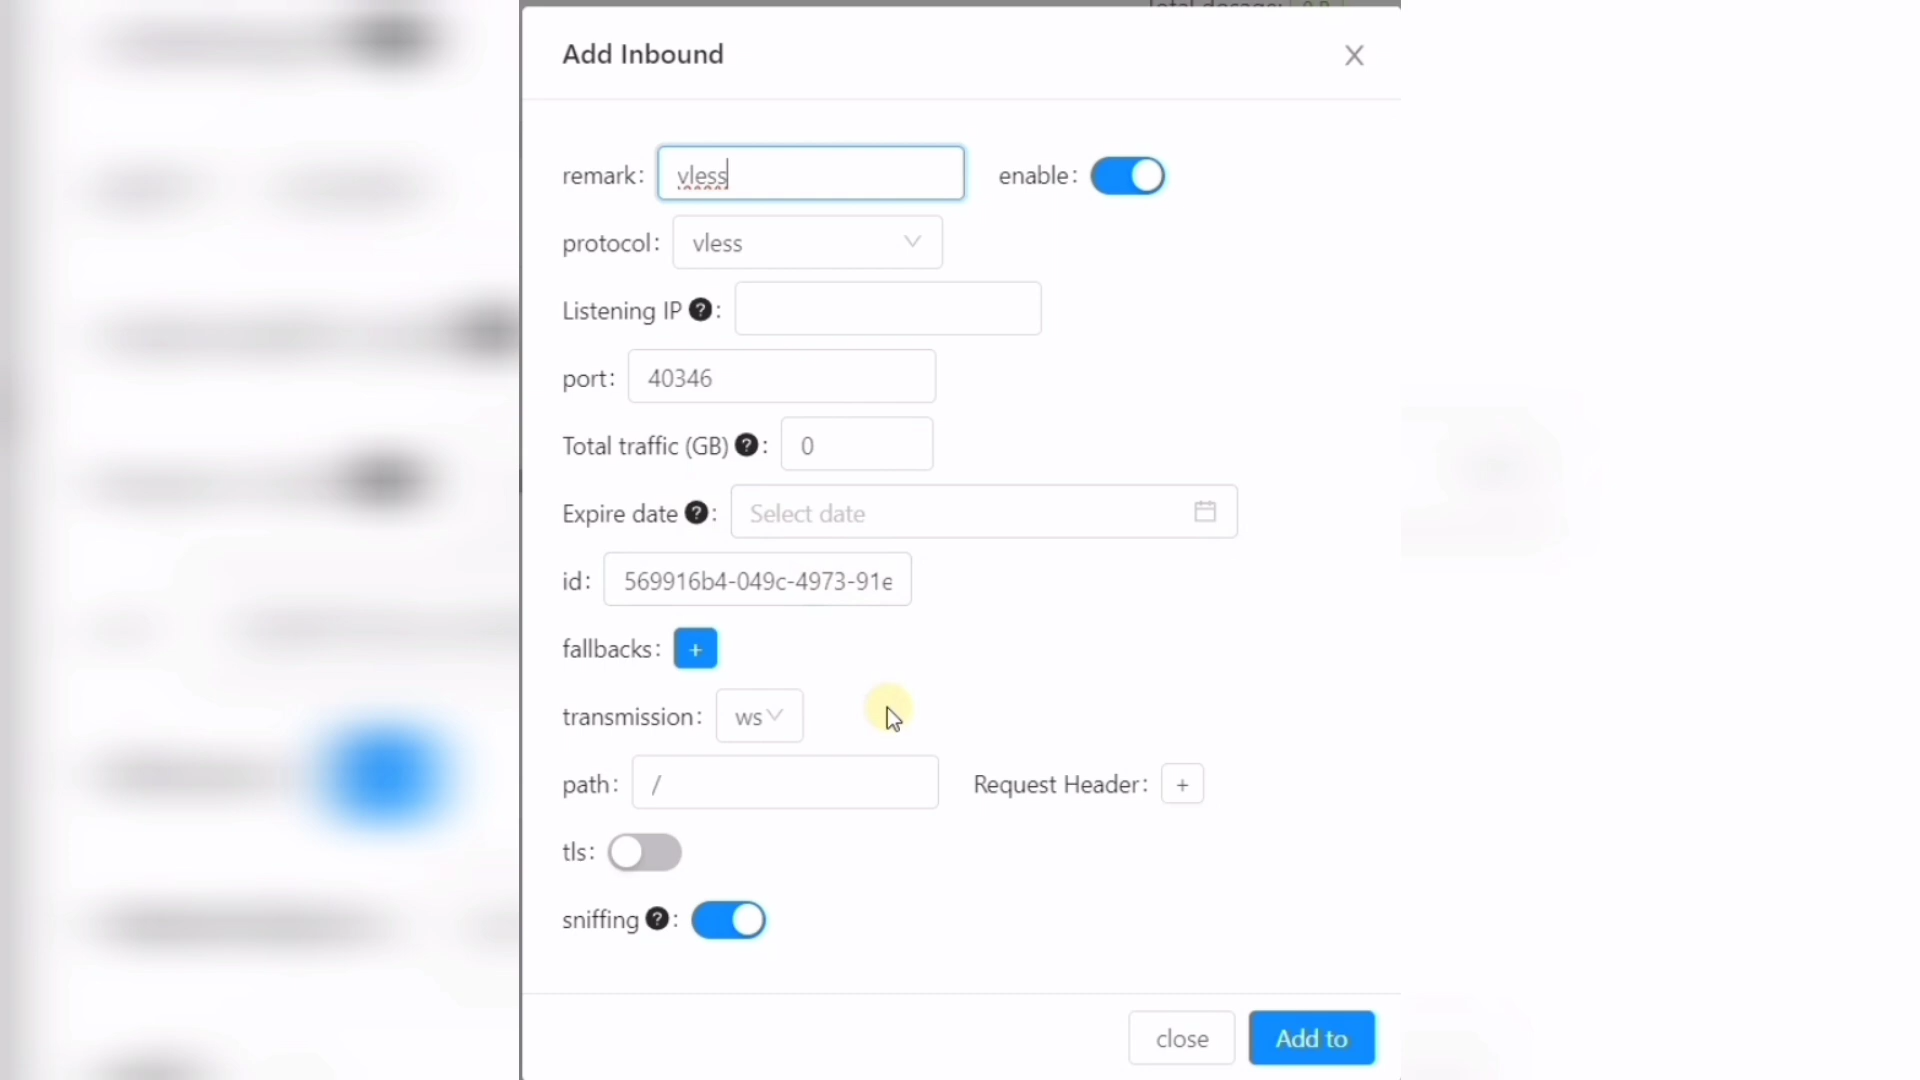 Add Inbound
remark: vless enable:
protocol: vless
Listening IP ? :
port: 40346
Total traffic (GB) ? : 0
Expire date ? : Select date
id: 569916b4-049c-4973-91e
fallbacks: +
transmission: ws
path: / Request Header: +
tls:
sniffing ? :
close Add to